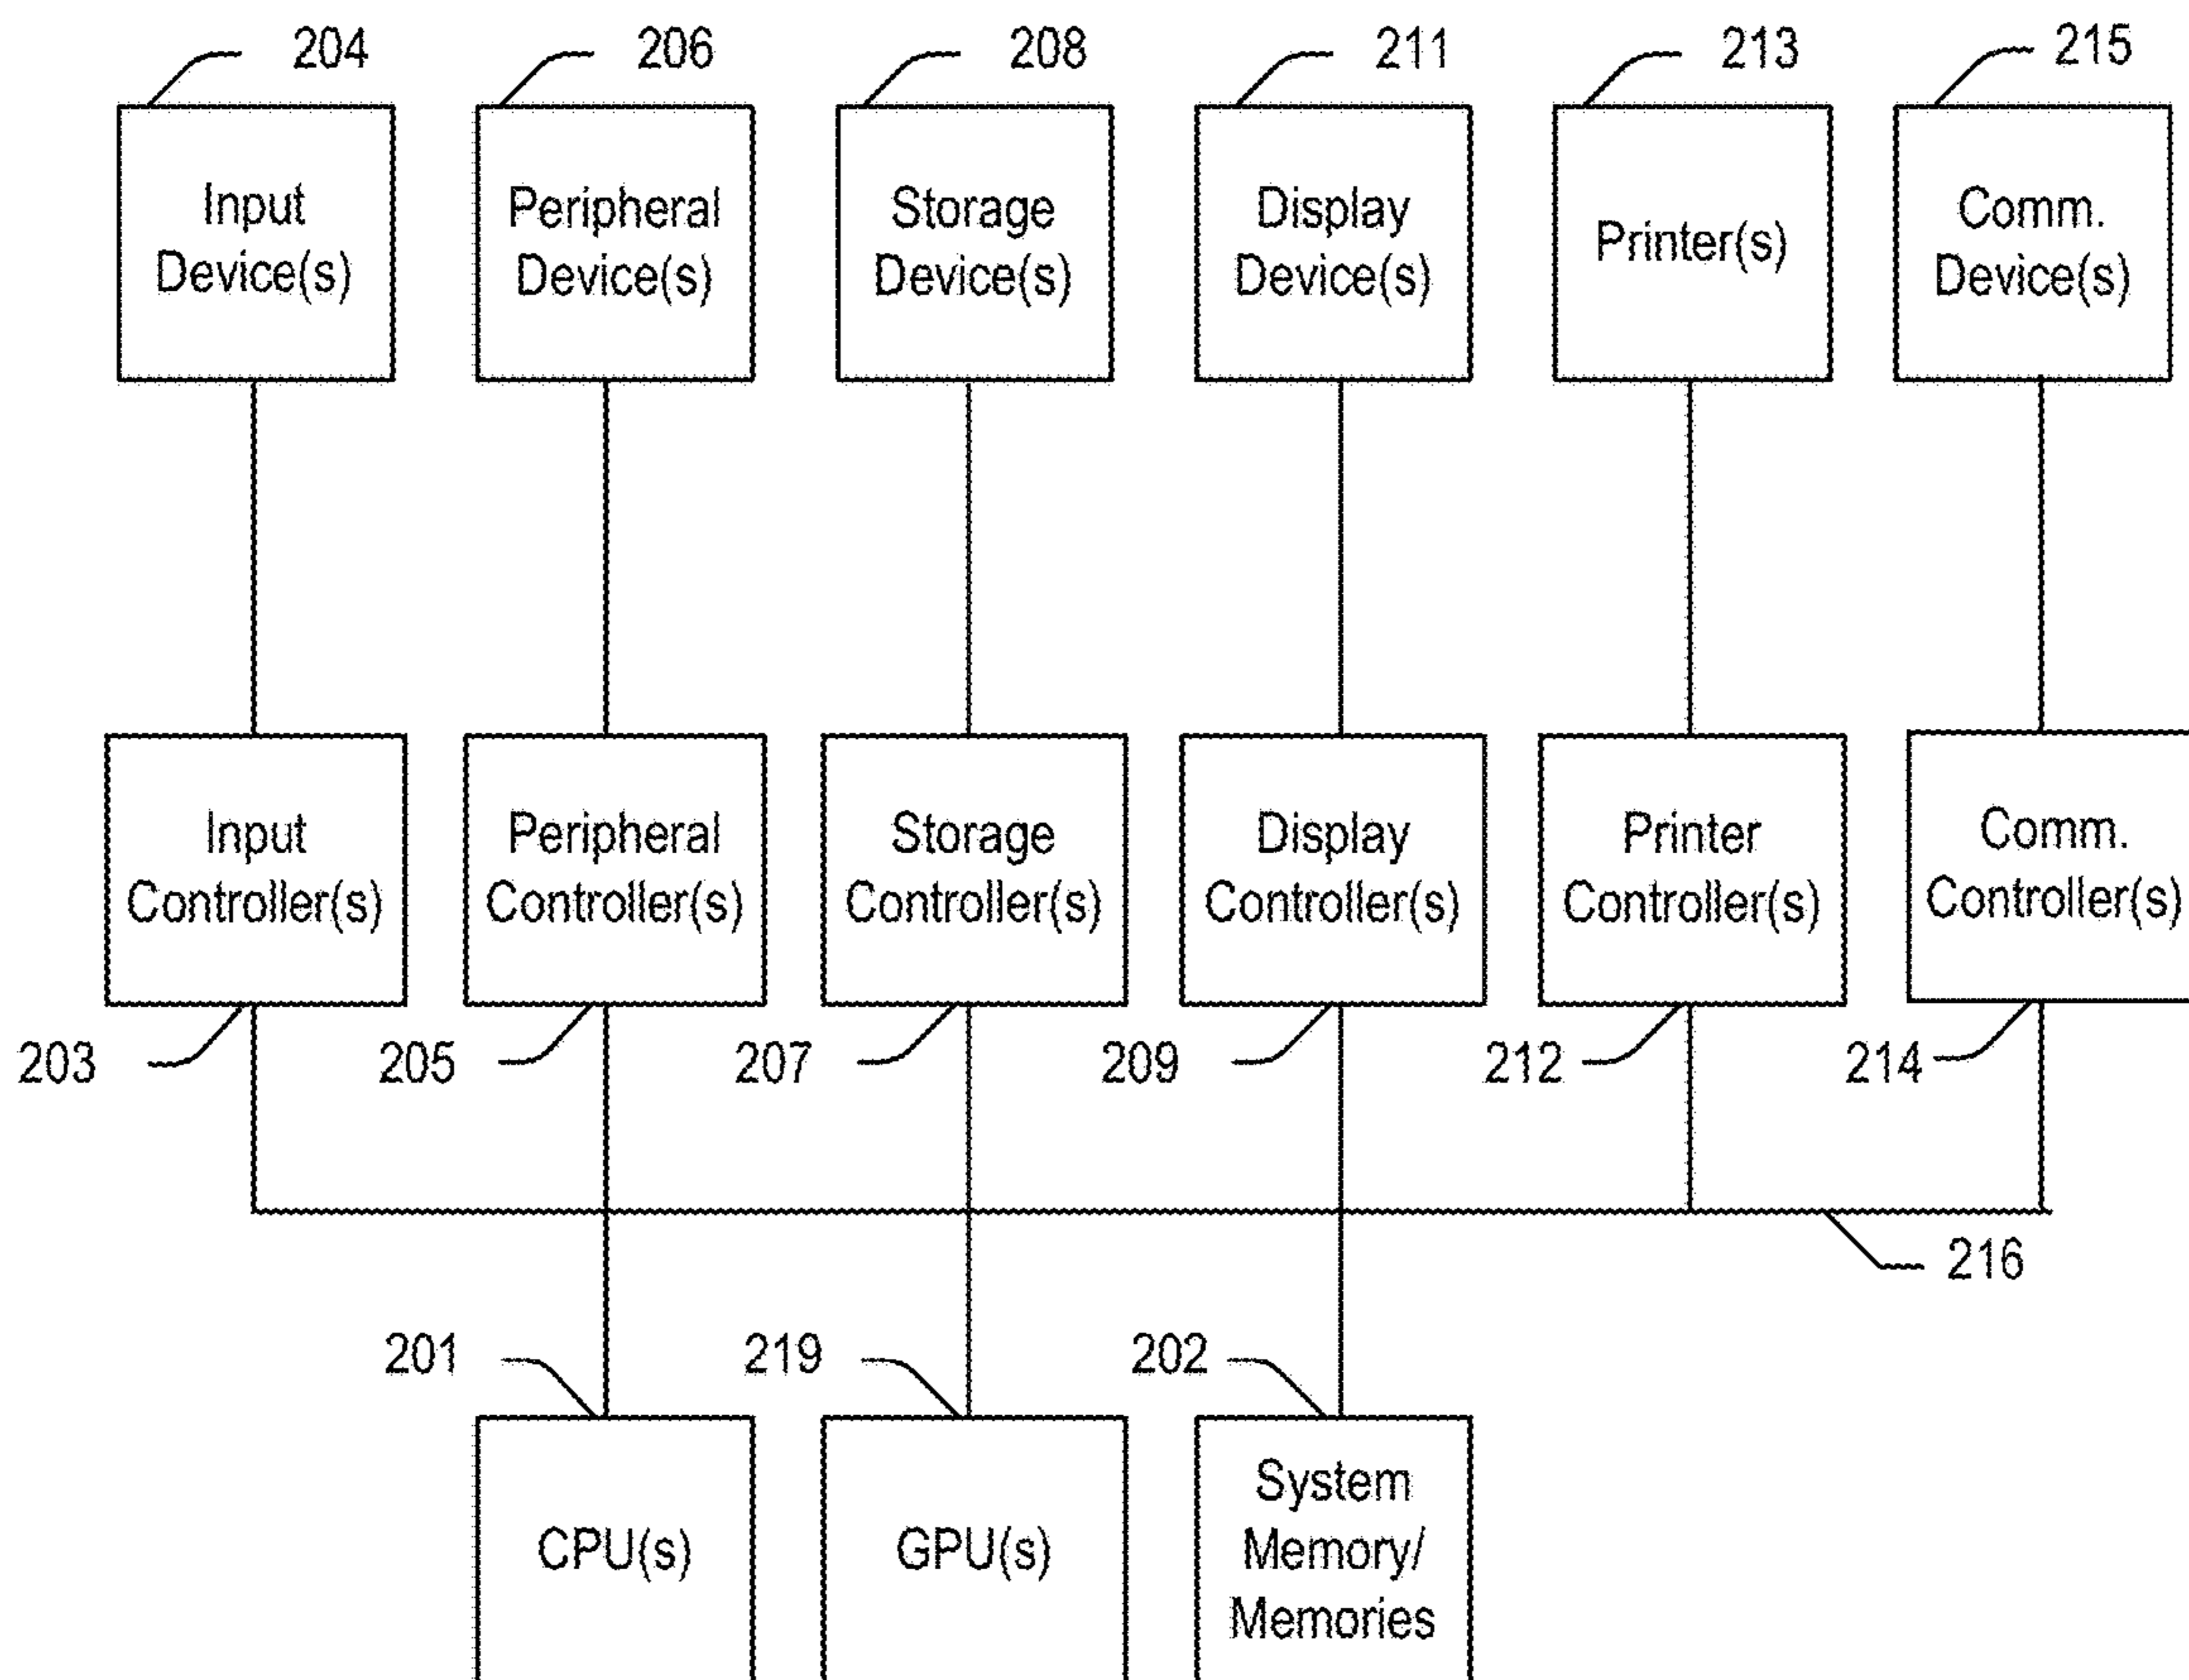 204
206
208
211
213
215
Input
Device(s)
Peripheral
Device(s)
Storage
Device(s)
Display
Device(s)
Printer(s)
Comm.
Device(s)
Input
Controller(s)
Peripheral
Controller(s)
Storage
Controller(s)
Display
Controller(s)
Printer
Controller(s)
Comm.
Controller(s)
203
205
207
209
212
214
216
201
219
202
CPU(s)
GPU(s)
System
Memory/
Memories